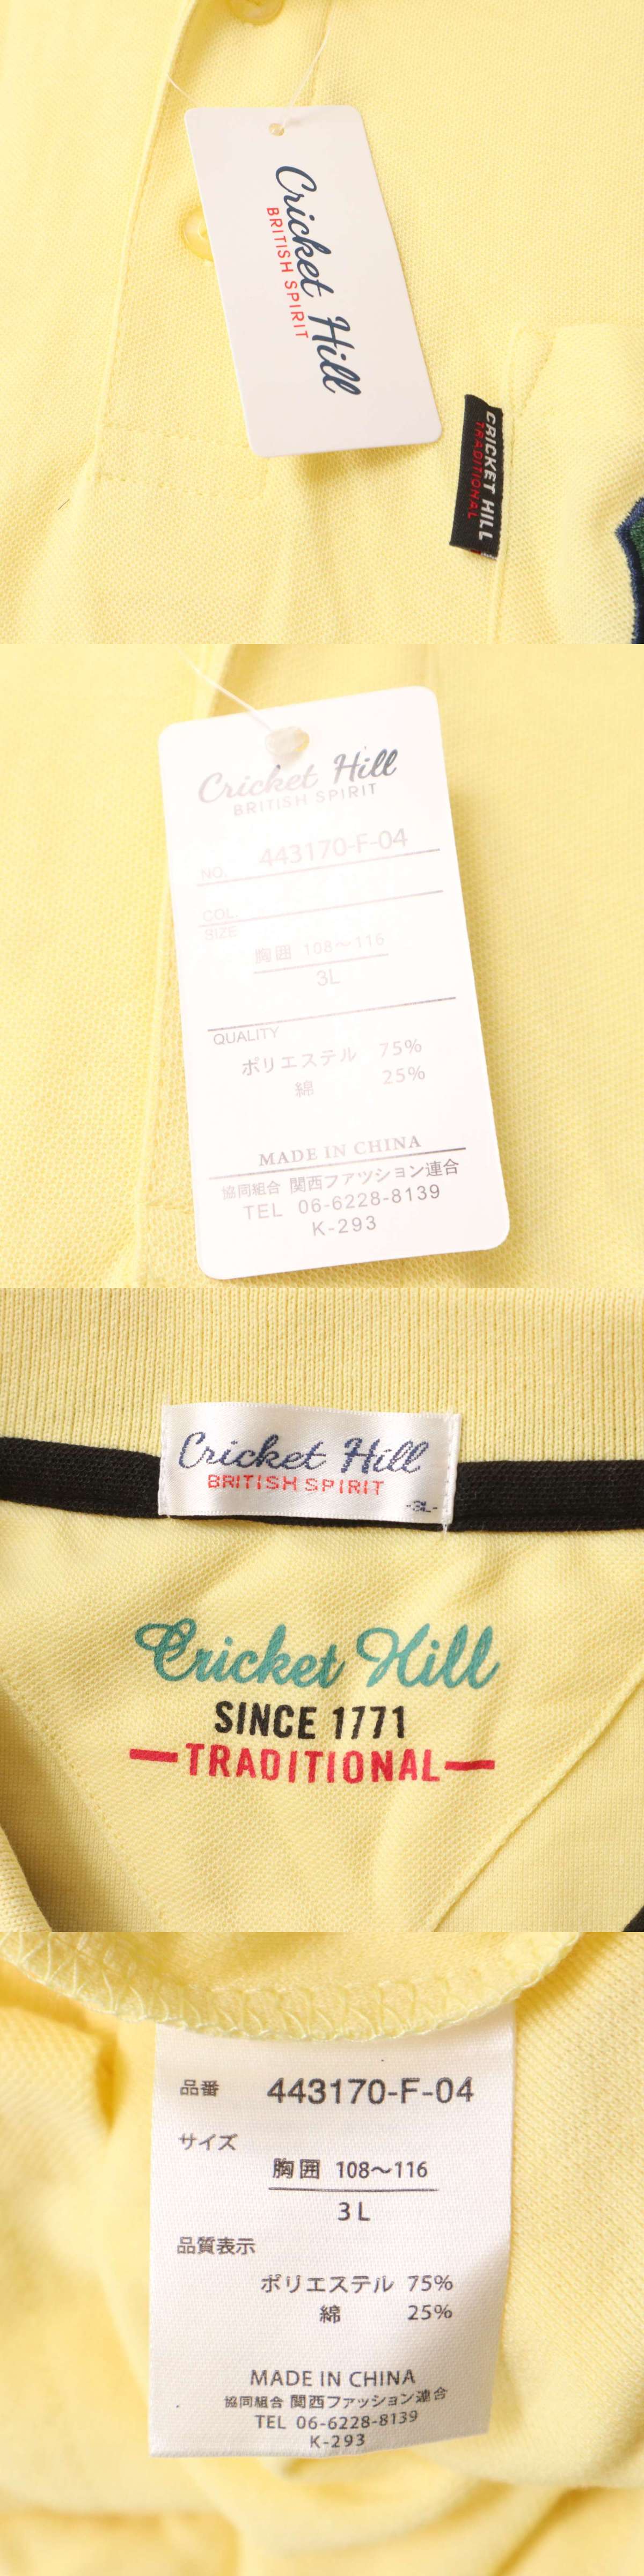 Cricket Hill
BRITISH SPIRIT
CRICKET HILL
TRADITIONAL
Cricket Hill
BRITISH SPIRIT
NO. 443170-F-04
COL.
SIZE
胸囲 108～116
3L
QUALITY
ポリエステル 75%
綿 25%
MADE IN CHINA
協同組合 関西ファッション連合
TEL 06-6228-8139
K-293
Cricket Hill
BRITISH SPIRIT
-3L-
Cricket Hill
SINCE 1771
TRADITIONAL
品番 443170-F-04
サイズ
胸囲 108～116
3L
品質表示
ポリエステル 75%
綿 25%
MADE IN CHINA
協同組合 関西ファッション連合
TEL 06-6228-8139
K-293